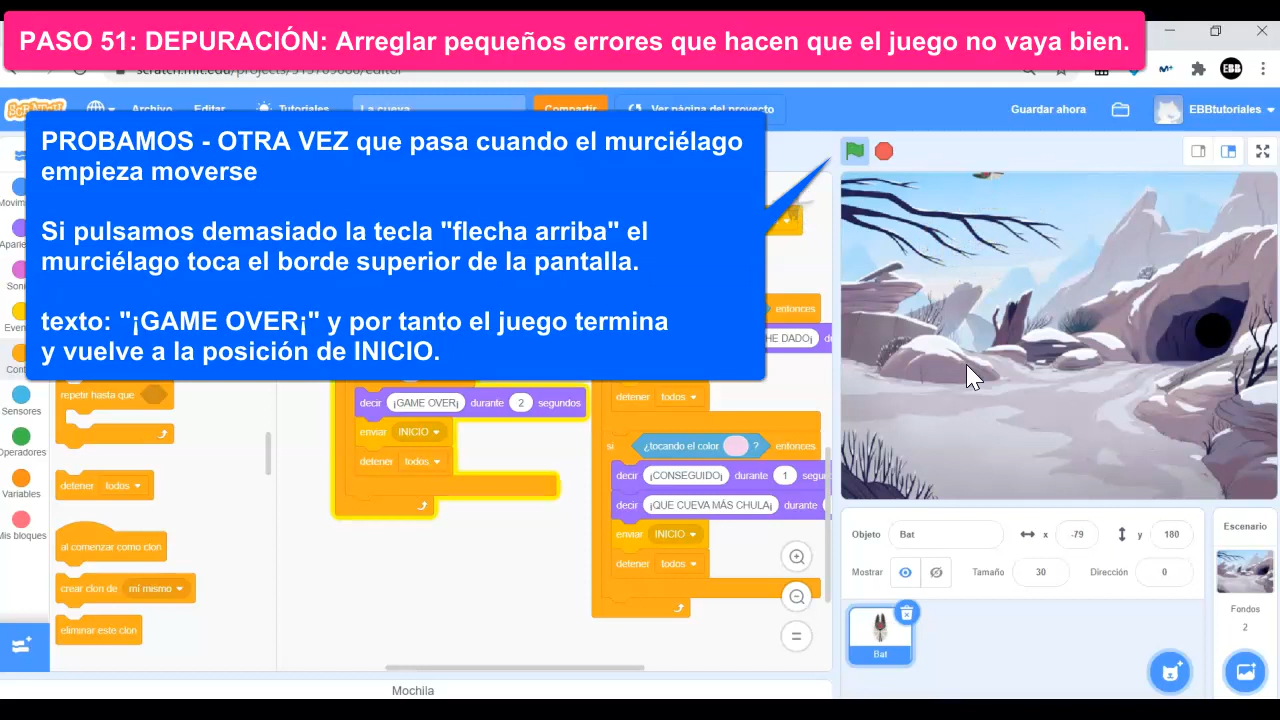 PASO 51: DEPURACIÓN: Arreglar pequeños errores que hacen que el juego no vaya bien.
Archivo Editar Tutoriales La cueva Compartir Ver página del proyecto Guardar ahora EBBtutoriales
PROBAMOS - OTRA VEZ que pasa cuando el murciélago
empieza moverse
Si pulsamos demasiado la tecla "flecha arriba" el
murciélago toca el borde superior de la pantalla.
texto: "¡GAME OVER¡" y por tanto el juego termina
y vuelve a la posición de INICIO.
entonces
HE DADO¡
repetir hasta que
Sensores
Operadores
Variables
Mis bloques
detener todos
al comenzar como clon
crear clon de mí mismo
eliminar este clon
decir ¡GAME OVER¡ durante 2 segundos
enviar INICIO
detener todos
detener todos
si ¿tocando el color ? entonces
decir ¡CONSEGUIDO¡ durante 1
decir ¡QUE CUEVA MÁS CHULA¡ durante
enviar INICIO
detener todos
Mochila
Objeto Bat x -79 y 180
Mostrar Tamaño 30 Dirección 0
Bat
Escenario
Fondos
2
EBB